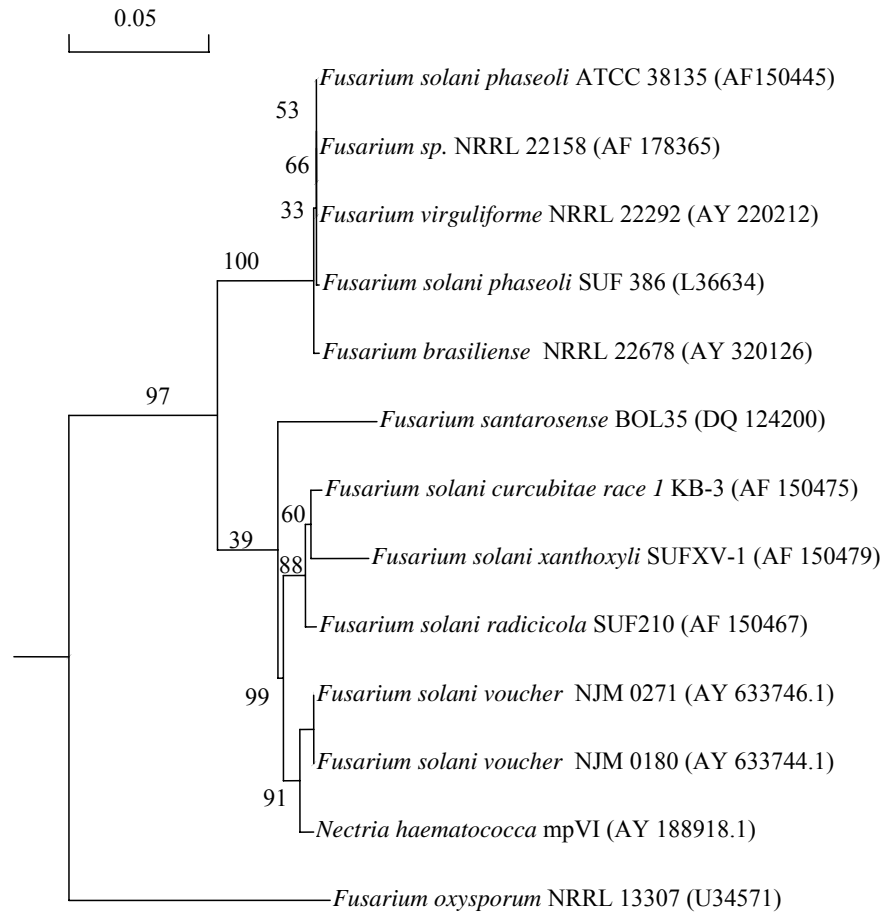 0.05
Fusarium solani phaseoli ATCC 38135 (AF150445)
53
Fusarium sp. NRRL 22158 (AF 178365)
66
33
Fusarium virguliforme NRRL 22292 (AY 220212)
100
Fusarium solani phaseoli SUF 386 (L36634)
Fusarium brasiliense NRRL 22678 (AY 320126)
97
Fusarium santarosense BOL35 (DQ 124200)
Fusarium solani curcubitae race 1 KB-3 (AF 150475)
60
39
88
Fusarium solani xanthoxyli SUFXV-1 (AF 150479)
Fusarium solani radicicola SUF210 (AF 150467)
99
Fusarium solani voucher NJM 0271 (AY 633746.1)
Fusarium solani voucher NJM 0180 (AY 633744.1)
91
Nectria haematococca mpVI (AY 188918.1)
Fusarium oxysporum NRRL 13307 (U34571)